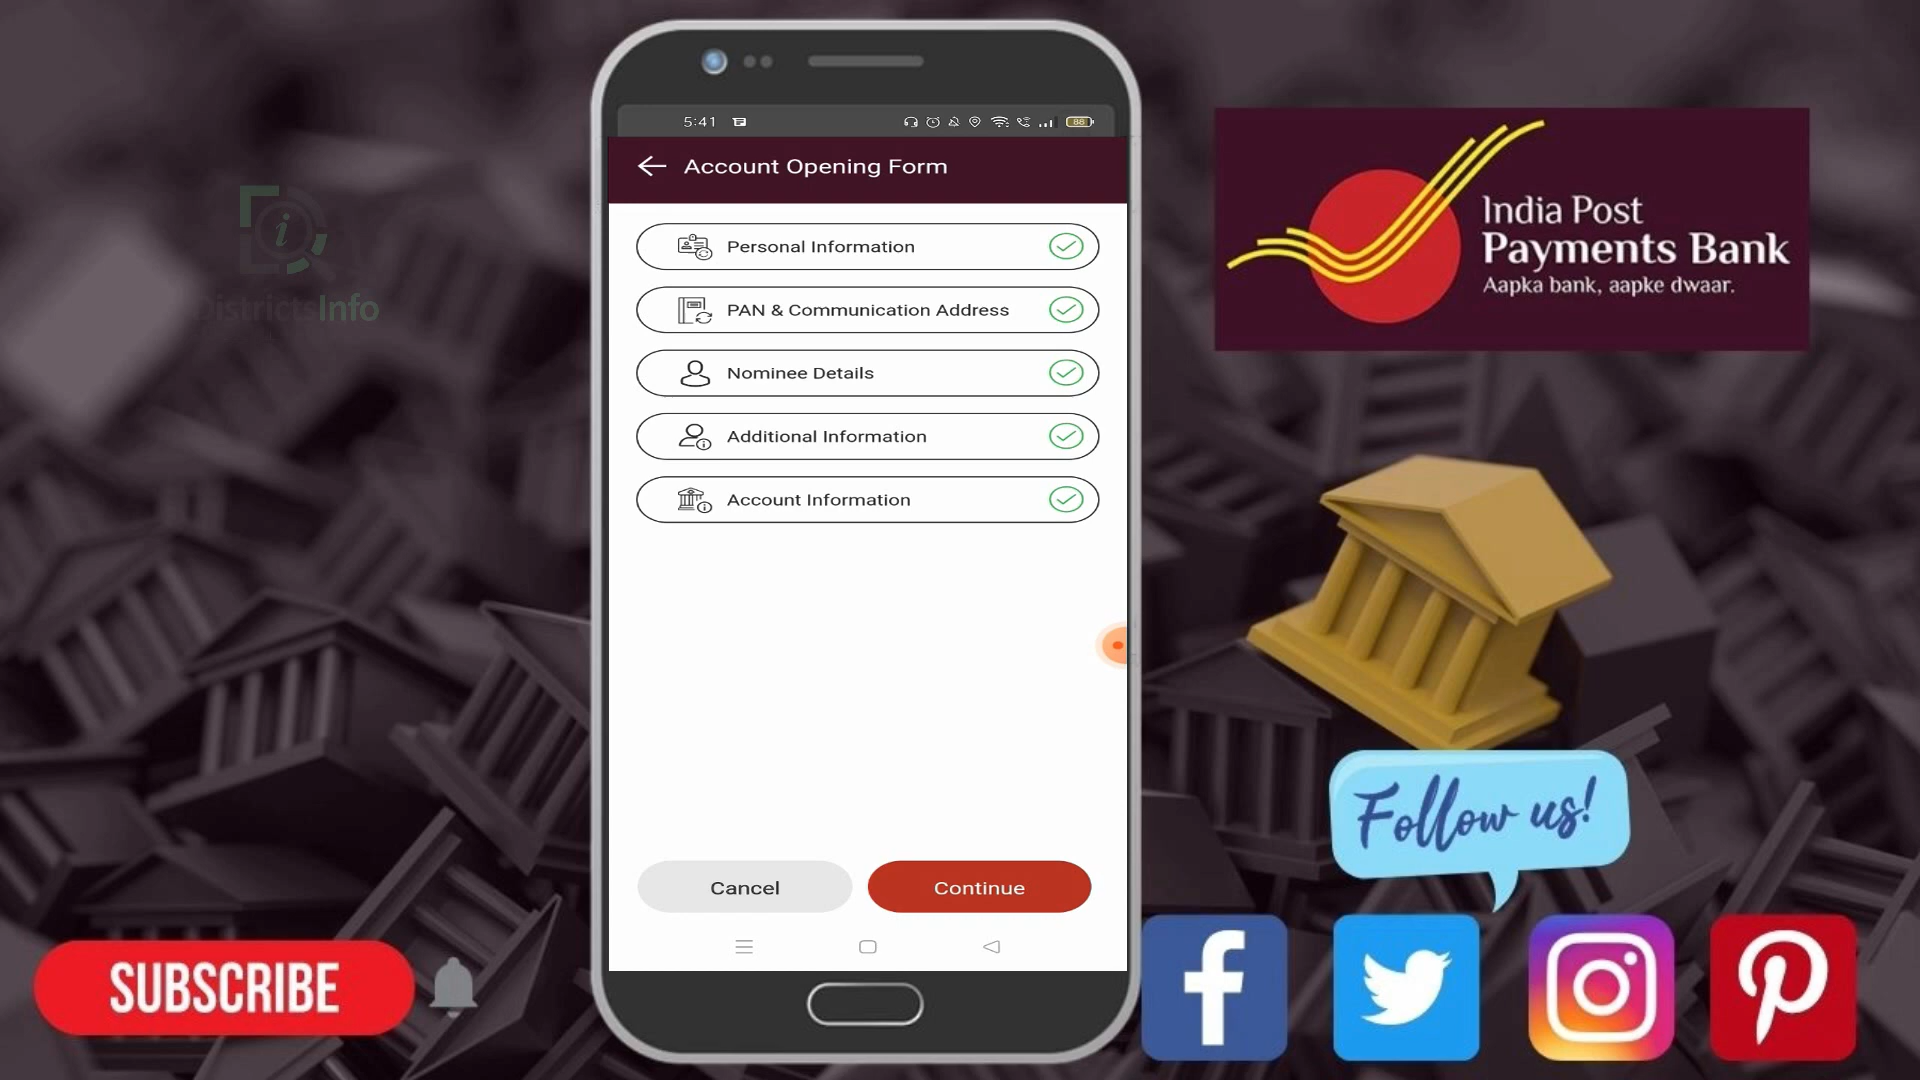 5:41
88
Account Opening Form
Personal Information
PAN & Communication Address
Nominee Details
Additional Information
Account Information
Cancel
Continue
DistrictsInfo
India Post
Payments Bank
Aapka bank, aapke dwaar.
Follow us!
SUBSCRIBE